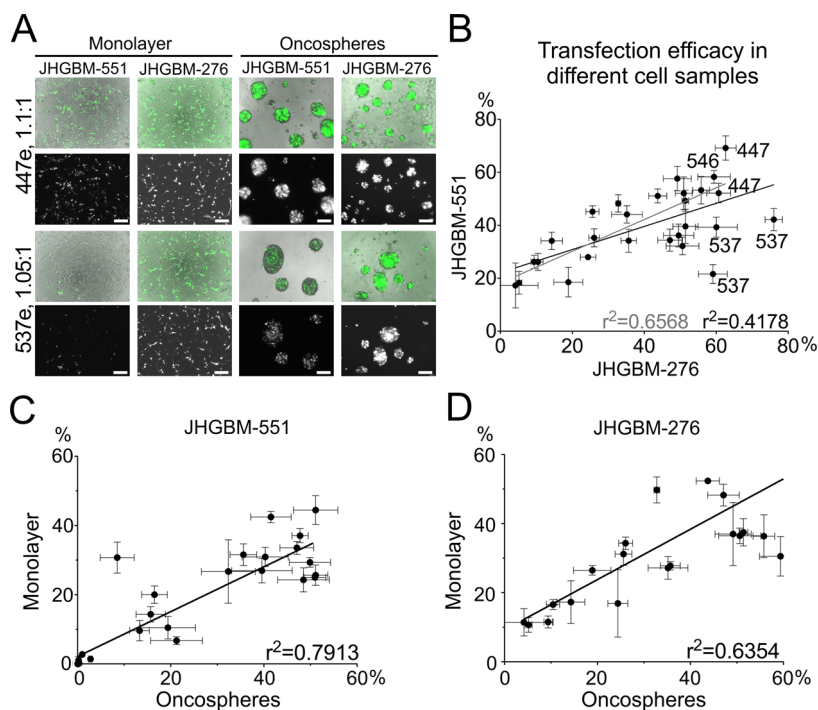 A
Monolayer Oncospheres
JHGBM-551 JHGBM-276 JHGBM-551 JHGBM-276
447e, 1.1:1
537e, 1.05:1
B
Transfection efficacy in
different cell samples
%
80
60
40
20
0
JHGBM-551
546 447
447
537 537
537
r²=0.6568 r²=0.4178
0 20 40 60 80 %
JHGBM-276
C
JHGBM-551
%
60
40
20
0
Monolayer
r²=0.7913
20 40 60 %
Oncospheres
D
JHGBM-276
%
60
40
20
0
Monolayer
r²=0.6354
0 20 40 60 %
Oncospheres